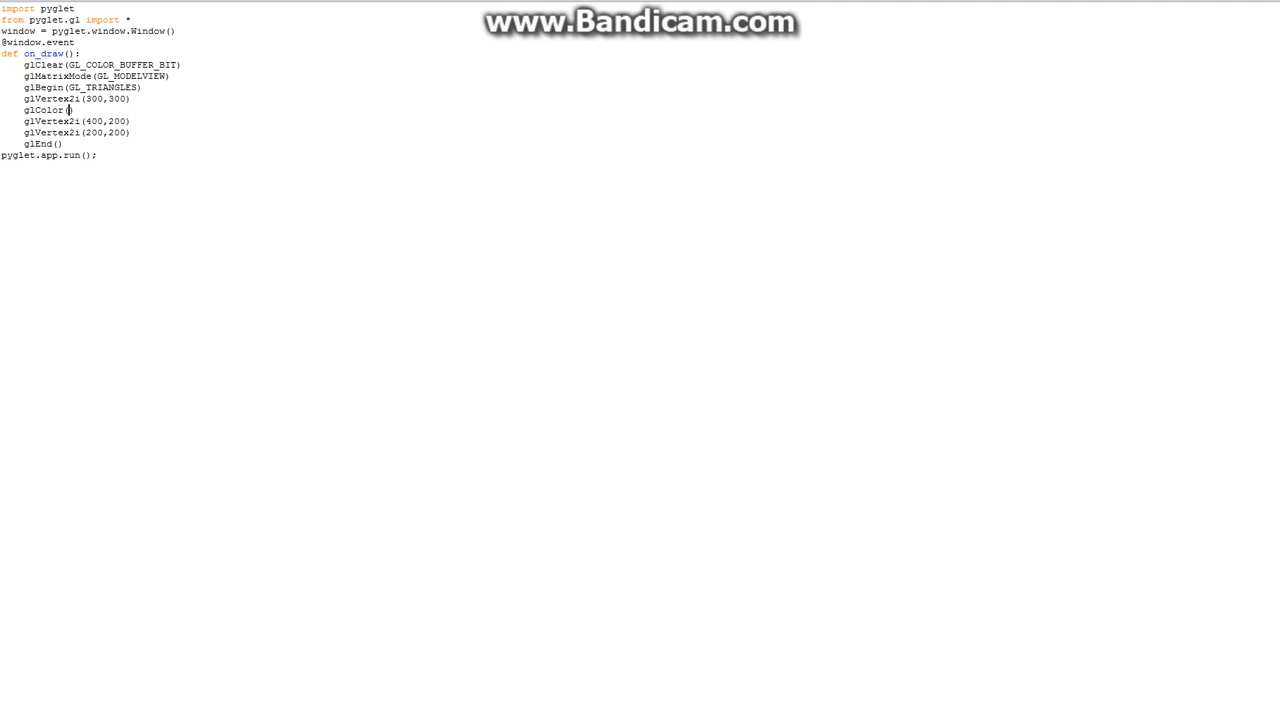 www.Bandicam.com
import pyglet
from pyglet.gl import *
window = pyglet.window.Window()
@window.event
def on_draw():
    glClear(GL_COLOR_BUFFER_BIT)
    glMatrixMode(GL_MODELVIEW)
    glBegin(GL_TRIANGLES)
    glVertex2i(300,300)
    glColor()
    glVertex2i(400,200)
    glVertex2i(200,200)
    glEnd()
pyglet.app.run();